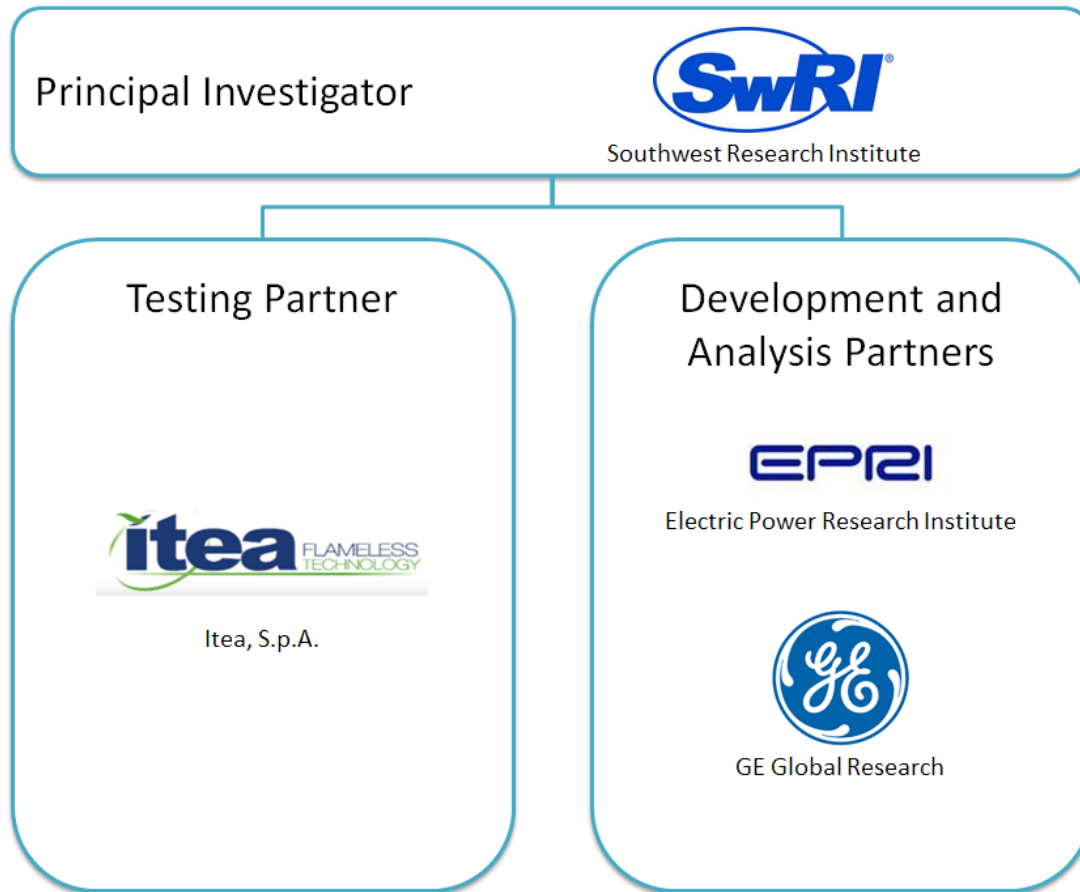 Principal Investigator
SwRI®
Southwest Research Institute
Testing Partner
itea FLAMELESS
TECHNOLOGY
Itea, S.p.A.
Development and
Analysis Partners
EPRI
Electric Power Research Institute
GE
GE Global Research